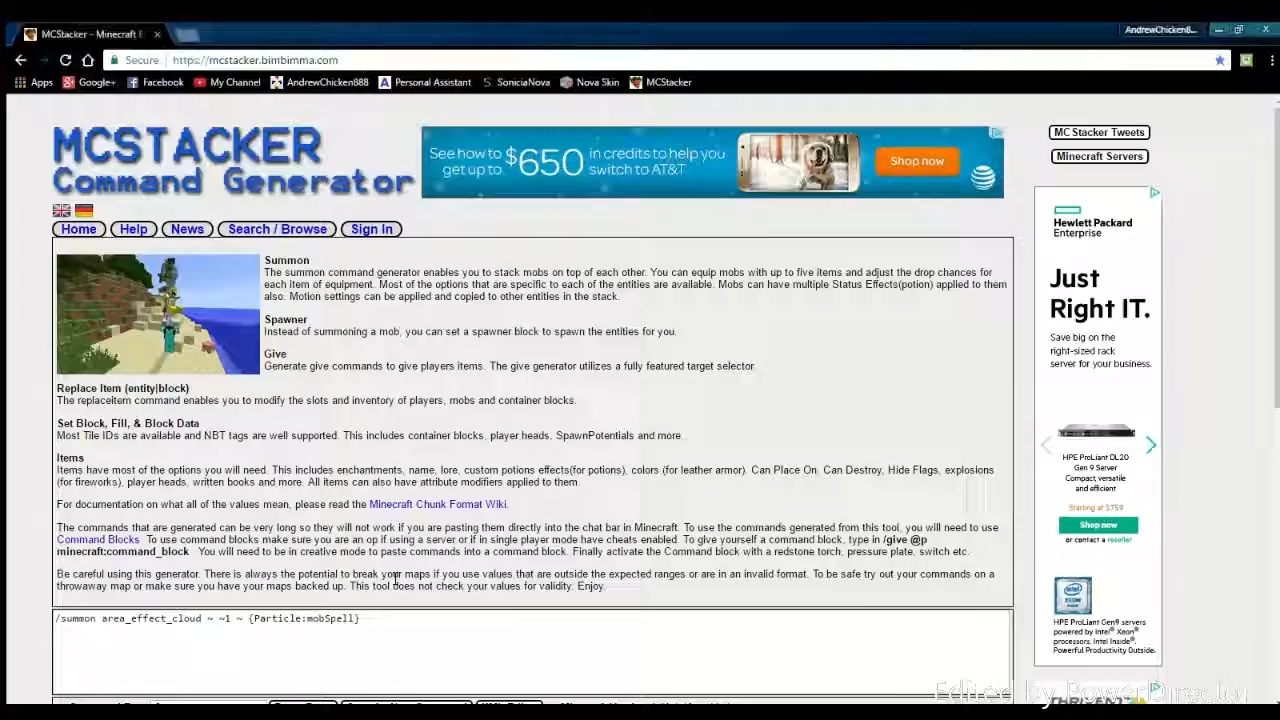 MCStacker - Minecraft
AndrewChicken8...
Secure
https://mcstacker.bimbimma.com
Apps
Google+
Facebook
My Channel
AndrewChicken888
Personal Assistant
SoniciaNova
Nova Skin
MCStacker
MCSTACKER
Command Generator
See how to $650 in credits to help you
get up to switch to AT&T
Shop now
AT&T
MC Stacker Tweets
Minecraft Servers
Home
Help
News
Search / Browse
Sign In
Summon
The summon command generator enables you to stack mobs on top of each other. You can equip mobs with up to five items and adjust the drop chances for
each item of equipment. Most of the options that are specific to each of the entities are available. Mobs can have multiple Status Effects(potion) applied to them
also. Motion settings can be applied and copied to other entities in the stack.
Spawner
Instead of summoning a mob, you can set a spawner block to spawn the entities for you.
Give
Generate give commands to give players items. The give generator utilizes a fully featured target selector.
Replace Item (entity|block)
The replaceitem command enables you to modify the slots and inventory of players, mobs and container blocks.
Set Block, Fill, & Block Data
Most Tile IDs are available and NBT tags are well supported. This includes container blocks, player heads, SpawnPotentials and more.
Items
Items have most of the options you will need. This includes enchantments, name, lore, custom potions effects(for potions), colors (for leather armor). Can Place On, Can Destroy, Hide Flags, explosions
(for fireworks), player heads, written books and more. All items can also have attribute modifiers applied to them.
For documentation on what all of the values mean, please read the Minecraft Chunk Format Wiki.
The commands that are generated can be very long so they will not work if you are pasting them directly into the chat bar in Minecraft. To use the commands generated from this tool, you will need to use
Command Blocks To use command blocks make sure you are an op if using a server or if in single player mode have cheats enabled. To give yourself a command block, type in /give @p
minecraft:command_block You will need to be in creative mode to paste commands into a command block. Finally activate the Command block with a redstone torch, pressure plate, switch etc.
Be careful using this generator. There is always the potential to break your maps if you use values that are outside the expected ranges or are in an invalid format. To be safe try out your commands on a
throwaway map or make sure you have your maps backed up. This tool does not check your values for validity. Enjoy.
/summon area_effect_cloud ~ ~1 ~ {Particle:mobSpell}
Hewlett Packard
Enterprise
Just
Right IT.
Save big on the
right-sized rack
server for your business.
HPE ProLiant DL20
Gen 9 Server
Compact, versatile
and efficient
Starting at $759
Shop now
or contact a reseller
HPE ProLiant Gen9 servers
powered by Intel® Xeon®
processors. Intel Inside®.
Powerful Productivity Outside.
Edited by PowerDirector